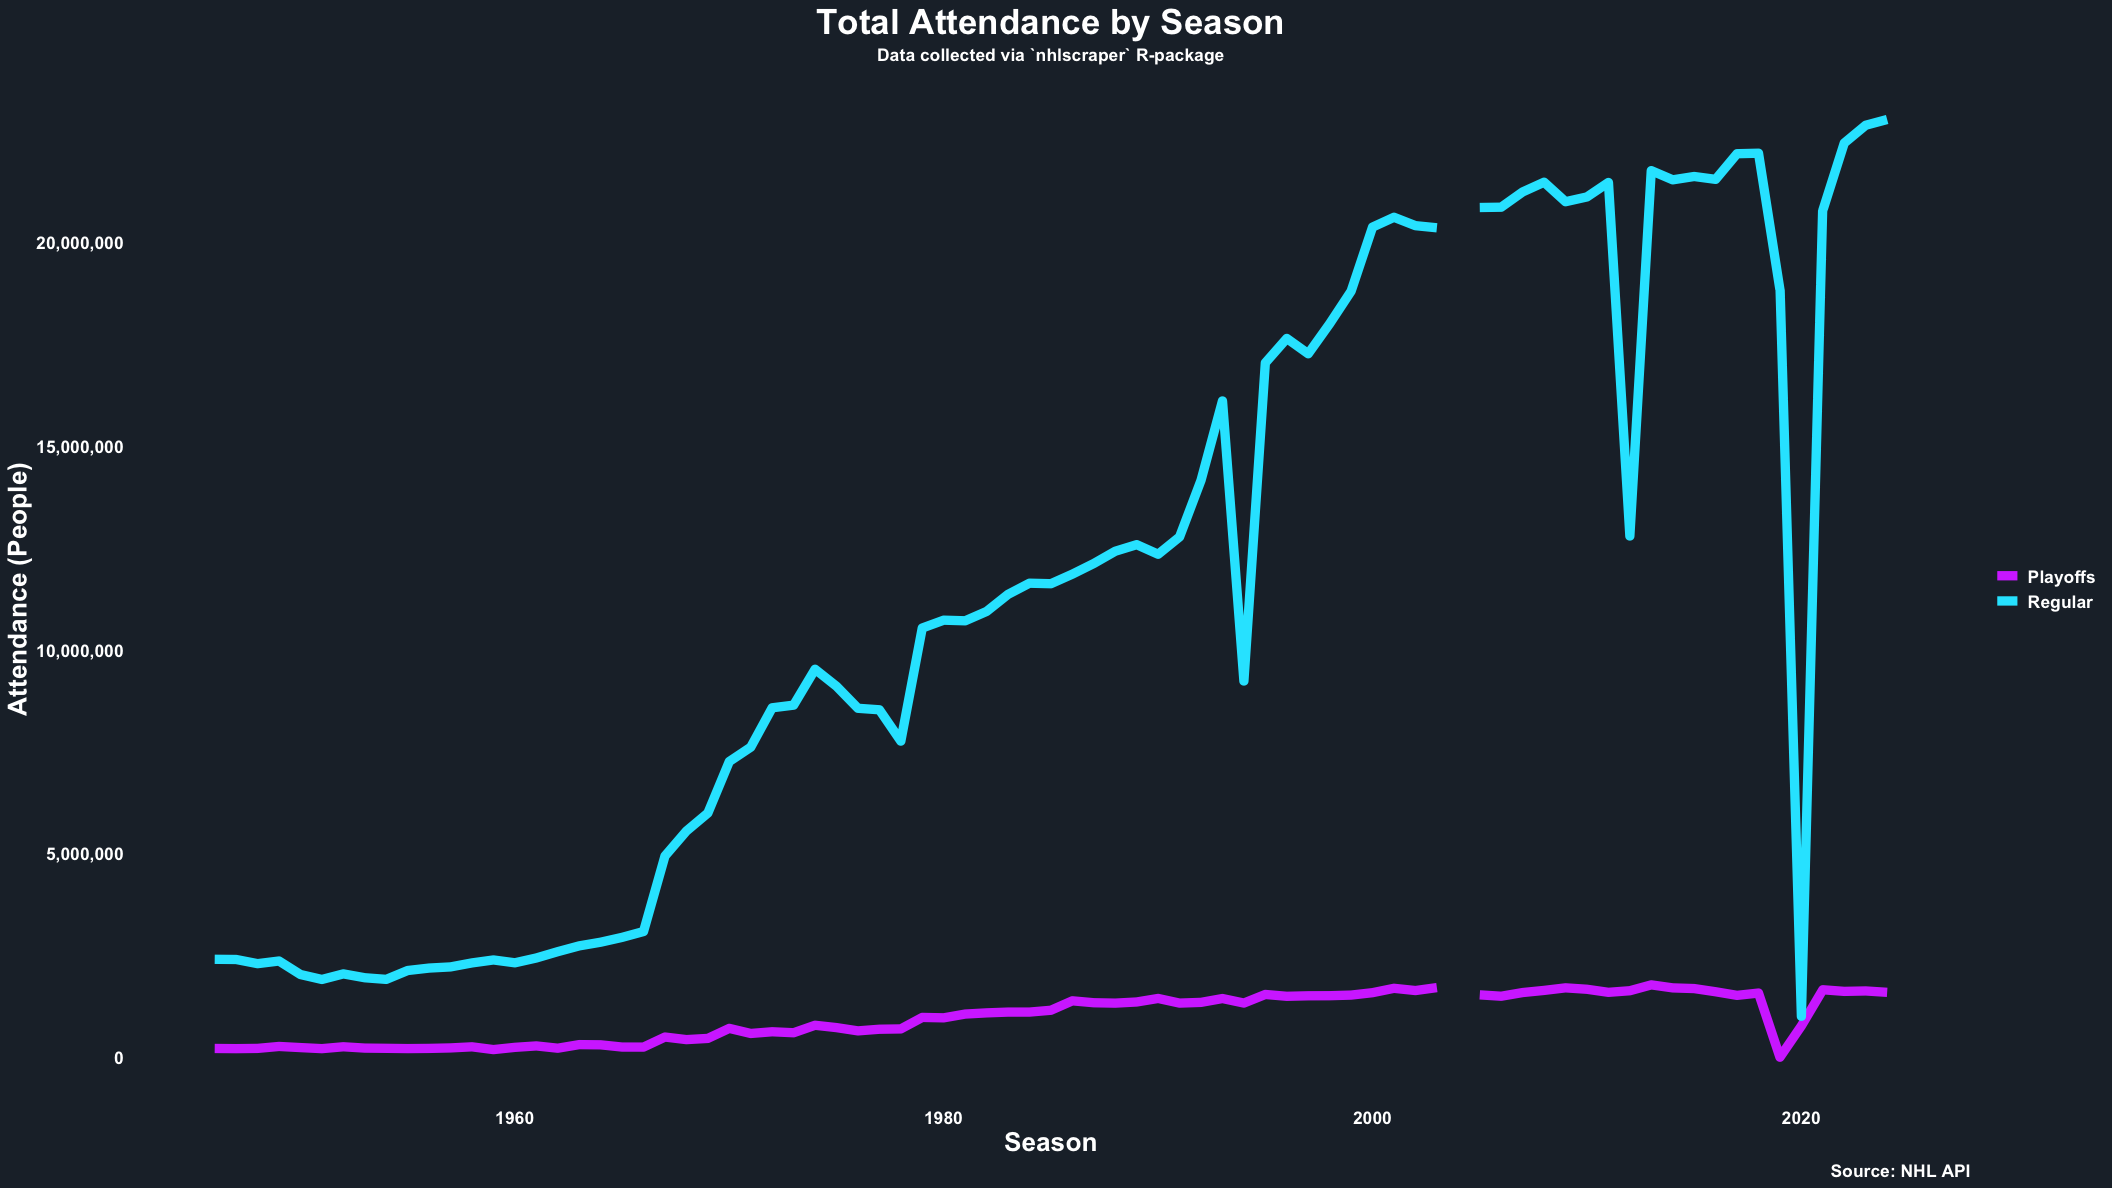 Total Attendance by Season
Data collected via `nhlscraper` R-package
Attendance (People)
20,000,000
15,000,000
10,000,000
5,000,000
0
1960
1980
2000
2020
Season
Playoffs
Regular
Source: NHL API